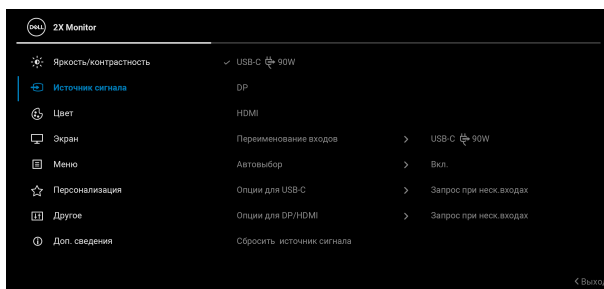 DELL 2X Monitor
Яркость/контрастность USB-C 90W
Источник сигнала DP
Цвет HDMI
Экран Переименование входов USB-C 90W
Меню Автовыбор Вкл.
Персонализация Опции для USB-C Запрос при неск.входах
Другое Опции для DP/HDMI Запрос при неск.входах
Доп. сведения Сбросить источник сигнала
Выход